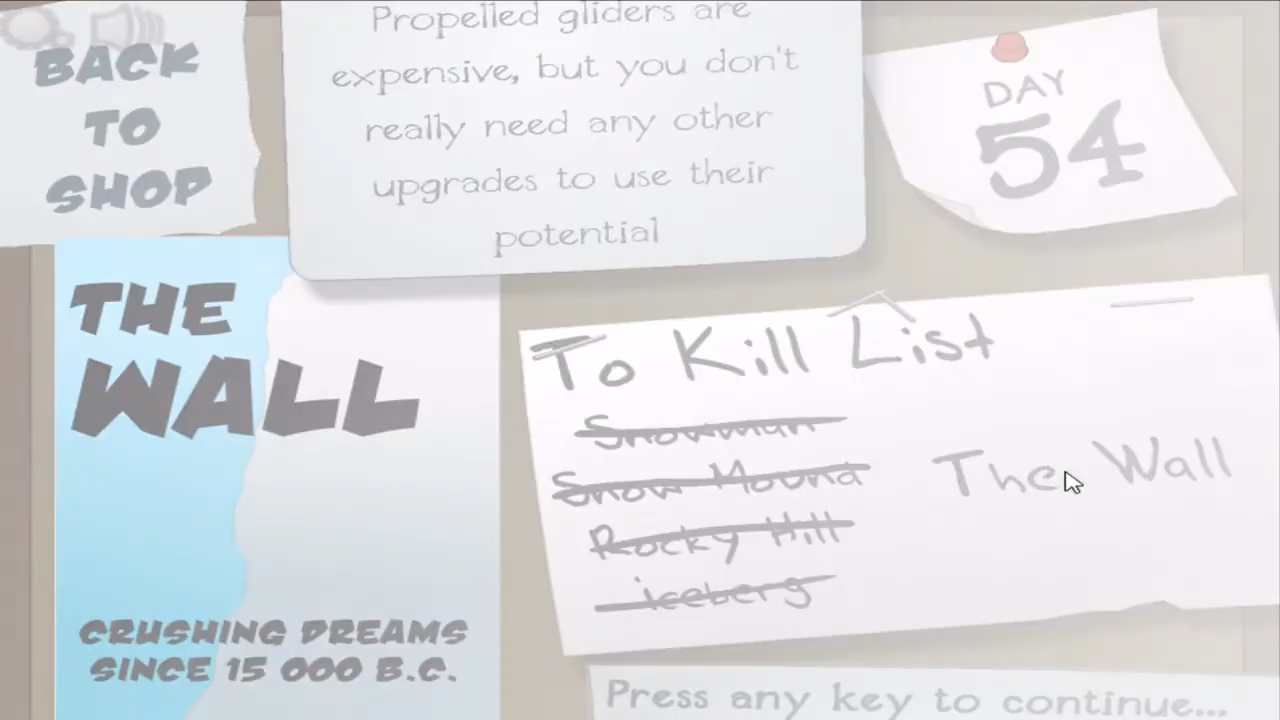 BACK
TO
SHOP
Propelled gliders are
expensive, but you don't
really need any other
upgrades to use their
potential
DAY
54
THE
WALL
CRUSHING DREAMS
SINCE 15 000 B.C.
To Kill List
Snowman
Snow Mound
Rocky Hill
iceberg
The Wall
Press any key to continue...